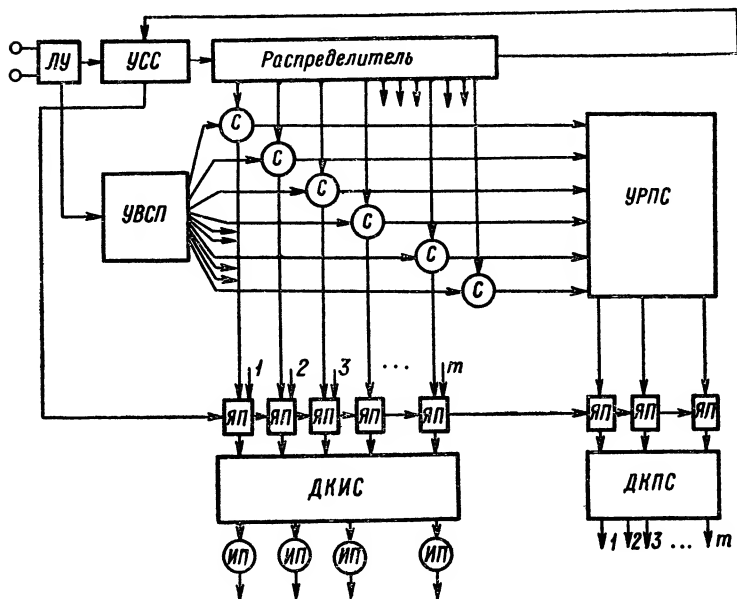 ЛУ УСС Распределитель
С
С
УРПС
С
УВСП
С
С
С
1 2 3 ... m
ЯП ЯП ЯП ЯП ЯП ЯП ЯП ЯП
ДКИС ДКПС
1 2 3 ... m
ИП ИП ИП ИП